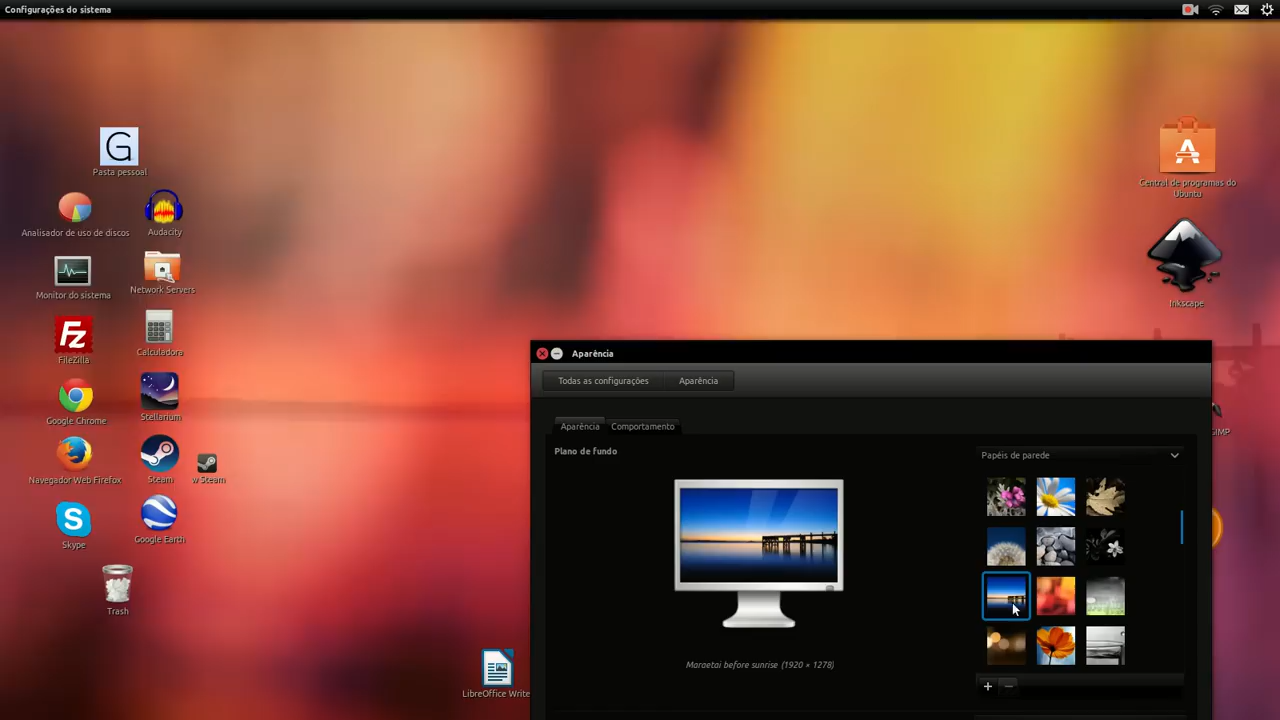 Configurações do sistema
Pasta pessoal
Analisador de uso de discos
Audacity
Monitor do sistema
Network Servers
FileZilla
Calculadora
Google Chrome
Stellarium
Navegador Web Firefox
Steam
w Steam
Skype
Google Earth
Trash
LibreOffice Write
Central de programas do
Ubuntu
Inkscape
GIMP
Aparência
Todas as configurações
Aparência
Aparência
Comportamento
Plano de fundo
Papéis de parede
Maraetai before sunrise (1920 × 1278)